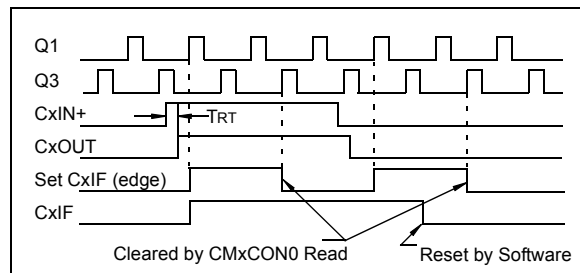 Q1
Q3
CxIN+
TRT
CxOUT
Set CxIF (edge)
CxIF
Cleared by CMxCON0 Read
Reset by Software